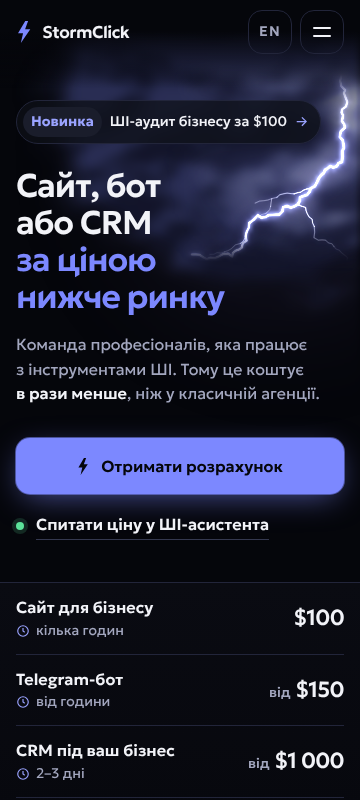 StormClick
EN
Новинка ШІ-аудит бізнесу за $100 →
Сайт, бот
або CRM
за ціною
нижче ринку
Команда професіоналів, яка працює
з інструментами ШІ. Тому це коштує
в рази менше, ніж у класичній агенції.
Отримати розрахунок
Спитати ціну у ШІ-асистента
Сайт для бізнесу
$100
кілька годин
Telegram-бот
від $150
від години
CRM під ваш бізнес
від $1 000
2–3 дні